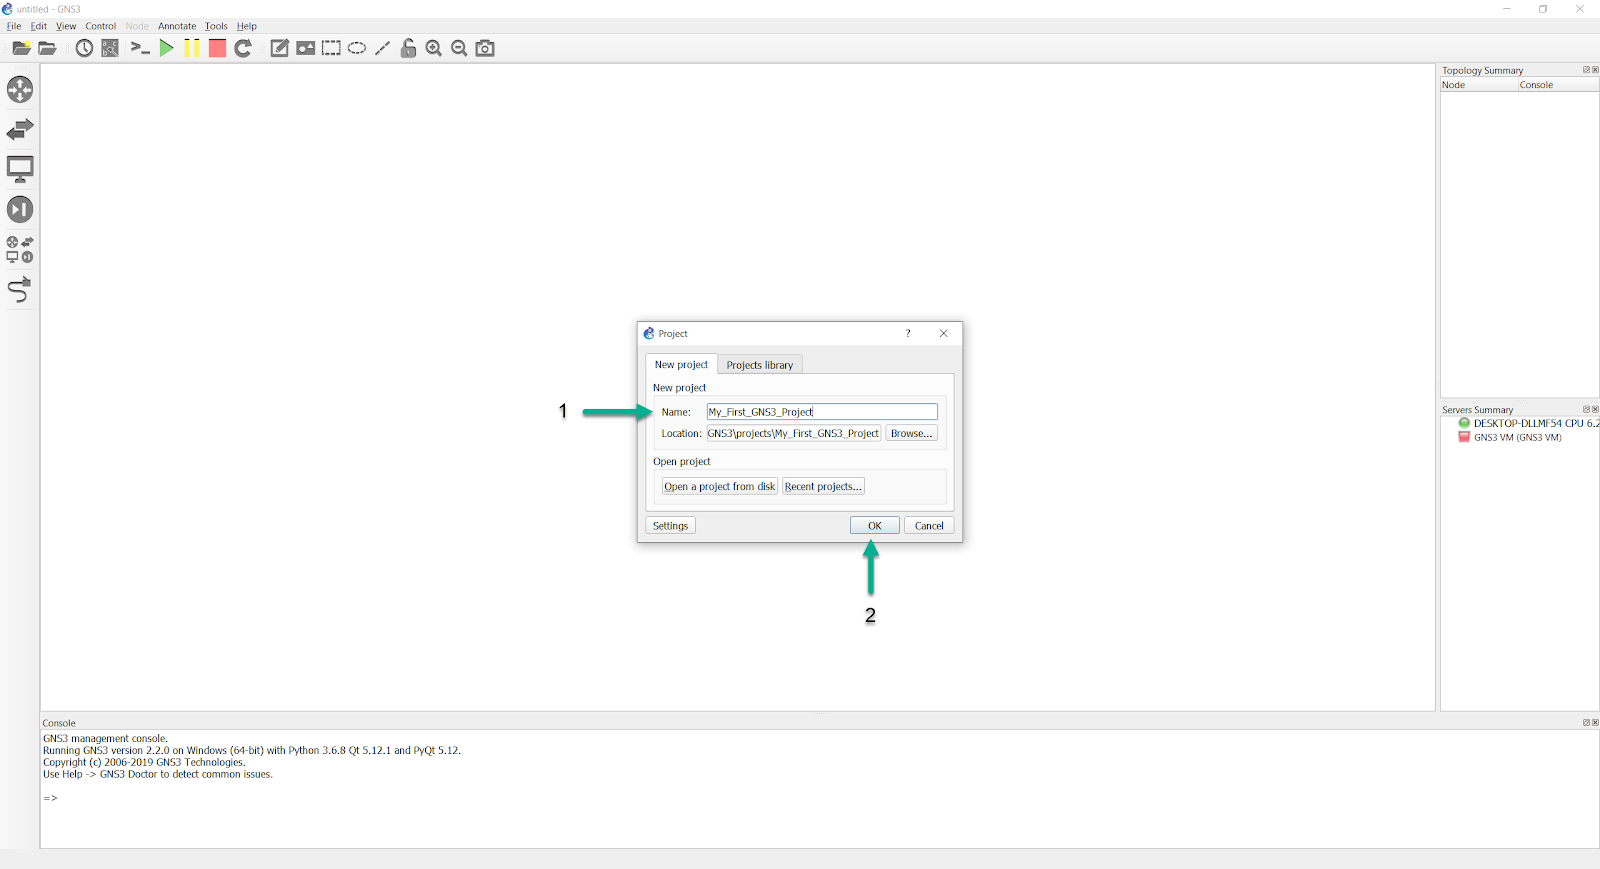 untitled - GNS3
File Edit View Control Node Annotate Tools Help
Topology Summary
Node Console
Project
New project Projects library
New project
1
Name: My_First_GNS3_Project
Location: GNS3\projects\My_First_GNS3_Project Browse...
Open project
Open a project from disk Recent projects...
Settings OK Cancel
2
Servers Summary
DESKTOP-DLLMF54 CPU 6.2
GNS3 VM (GNS3 VM)
Console
GNS3 management console.
Running GNS3 version 2.2.0 on Windows (64-bit) with Python 3.6.8 Qt 5.12.1 and PyQt 5.12.
Copyright (c) 2006-2019 GNS3 Technologies.
Use Help -> GNS3 Doctor to detect common issues.
=>